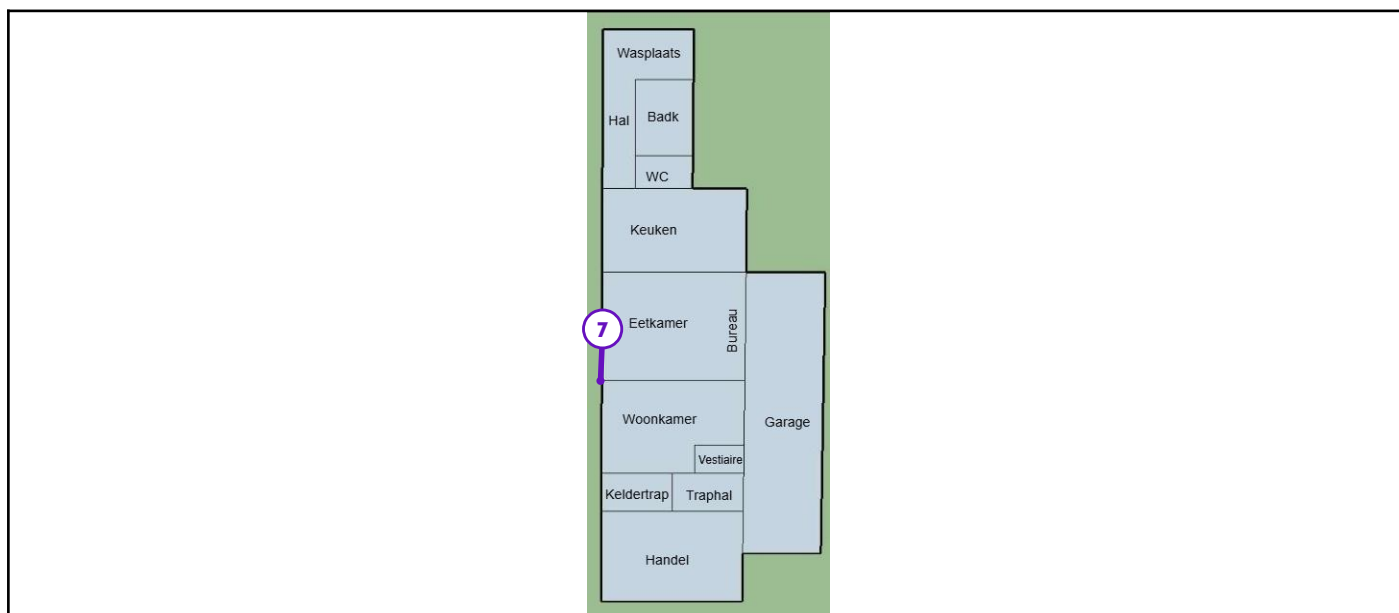 Wasplaats
Hal
Badk
WC
Keuken
7
Eetkamer
Bureau
Woonkamer
Garage
Vestiaire
Keldertrap
Traphal
Handel